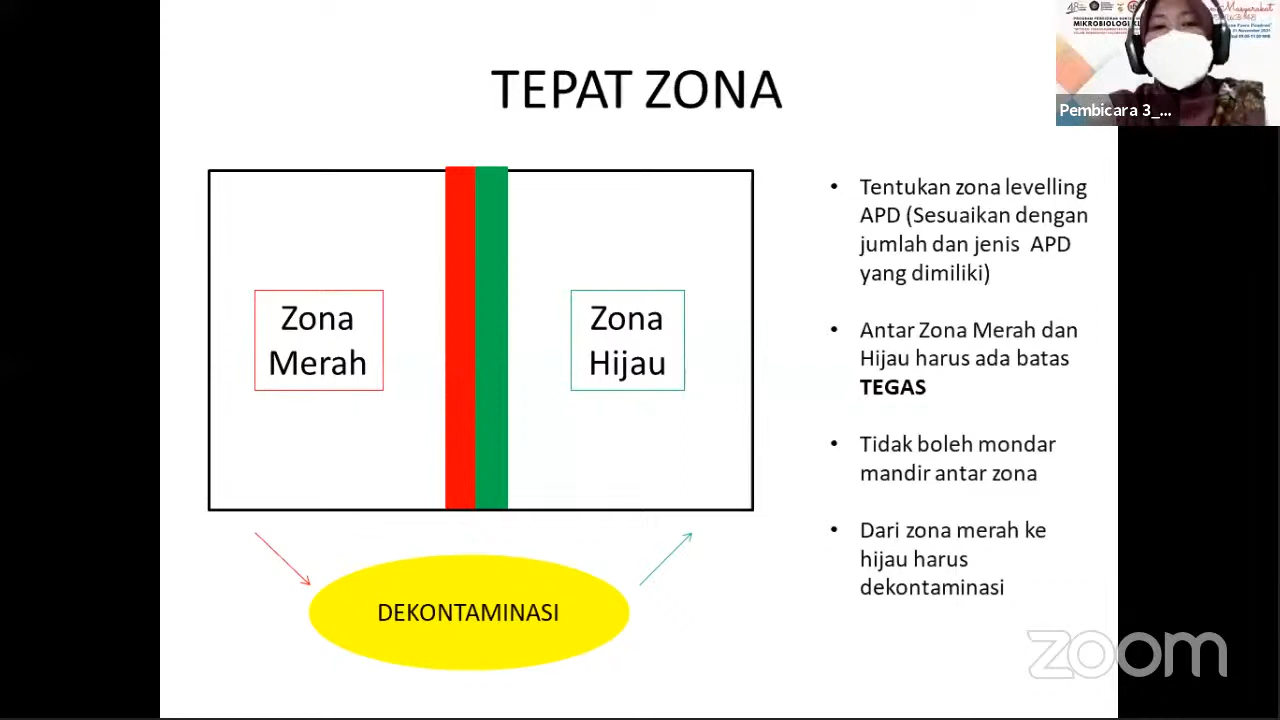 TEPAT ZONA
Zona
Merah
Zona
Hijau
DEKONTAMINASI
• Tentukan zona levelling
APD (Sesuaikan dengan
jumlah dan jenis APD
yang dimiliki)
• Antar Zona Merah dan
Hijau harus ada batas
TEGAS
• Tidak boleh mondar
mandir antar zona
• Dari zona merah ke
hijau harus
dekontaminasi
MIKROBIOLOGI
Masyarakat
Pembicara 3_...
zoom